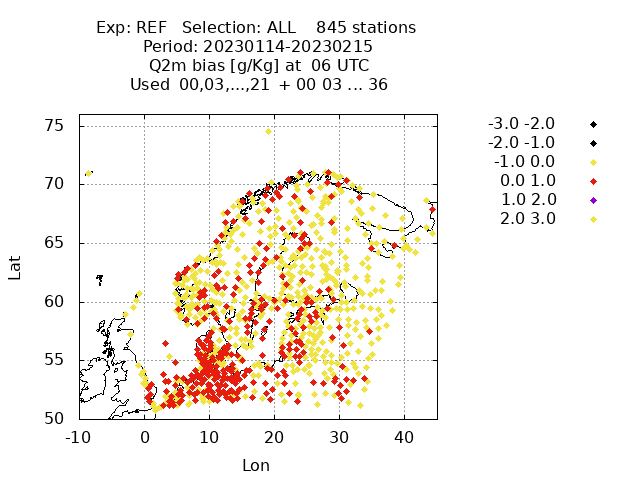 Exp: REF Selection: ALL 845 stations
Period: 20230114-20230215
Q2m bias [g/Kg] at 06 UTC
Used 00,03,...,21 + 00 03 ... 36
-3.0 -2.0
-2.0 -1.0
-1.0 0.0
0.0 1.0
1.0 2.0
2.0 3.0
75
70
65
60
55
50
Lat
-10 0 10 20 30 40
Lon